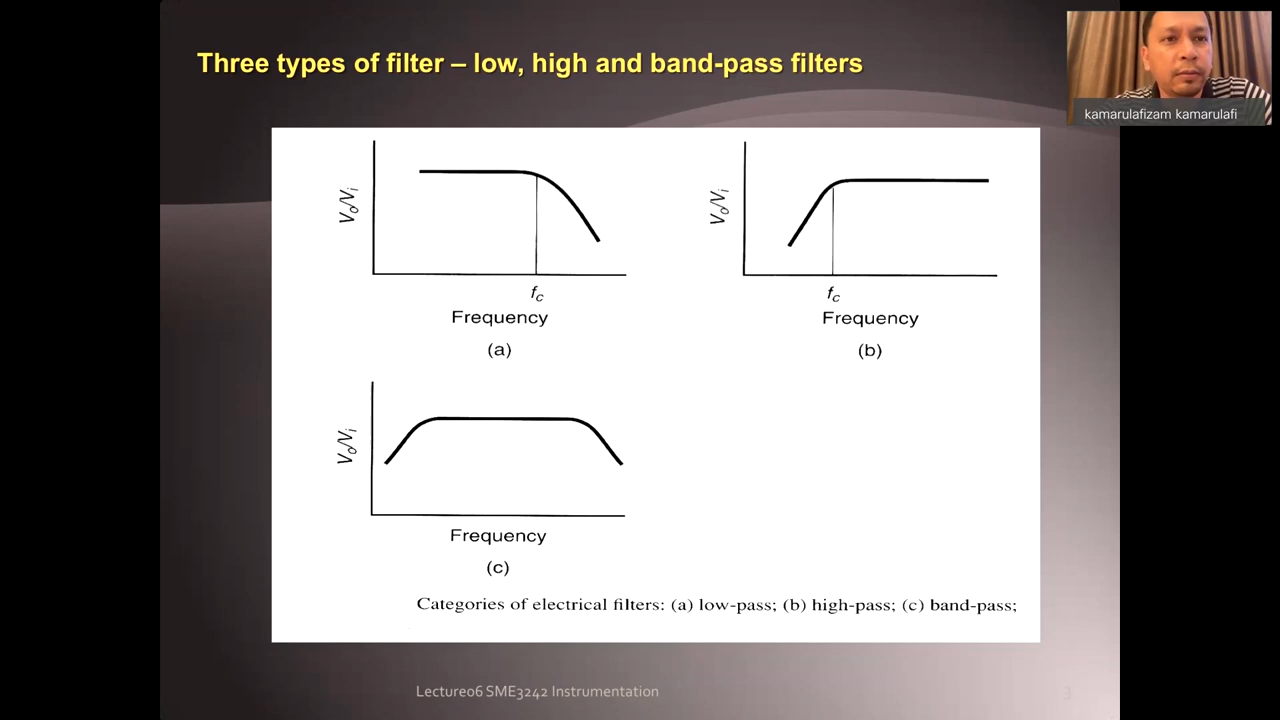 Three types of filter – low, high and band-pass filters
kamarulafizam kamarulafi
Vo/Vi
fc
Frequency
(a)
Vo/Vi
fc
Frequency
(b)
Vo/Vi
Frequency
(c)
Categories of electrical filters: (a) low-pass; (b) high-pass; (c) band-pass;
Lecture06 SME3242 Instrumentation
3